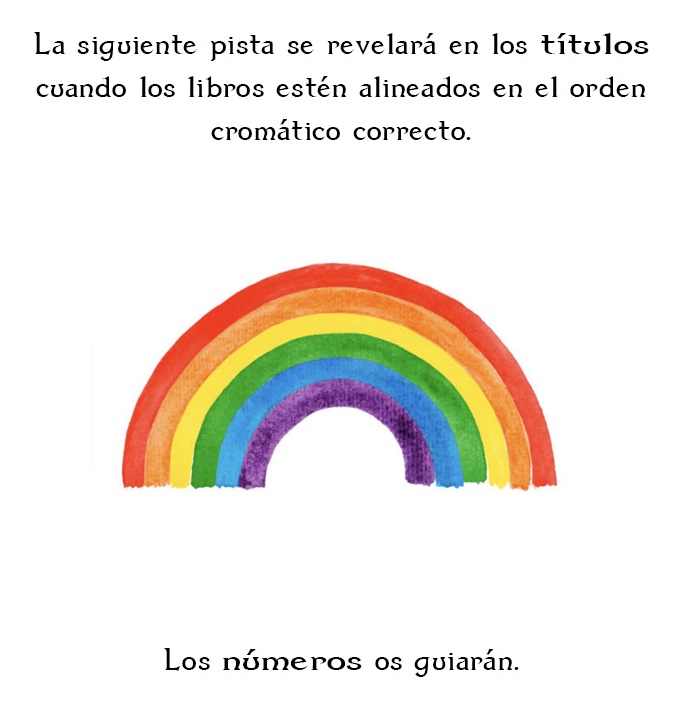 La siguiente pista se revelará en los títulos
cuando los libros estén alineados en el orden
cromático correcto.
Los números os guiarán.